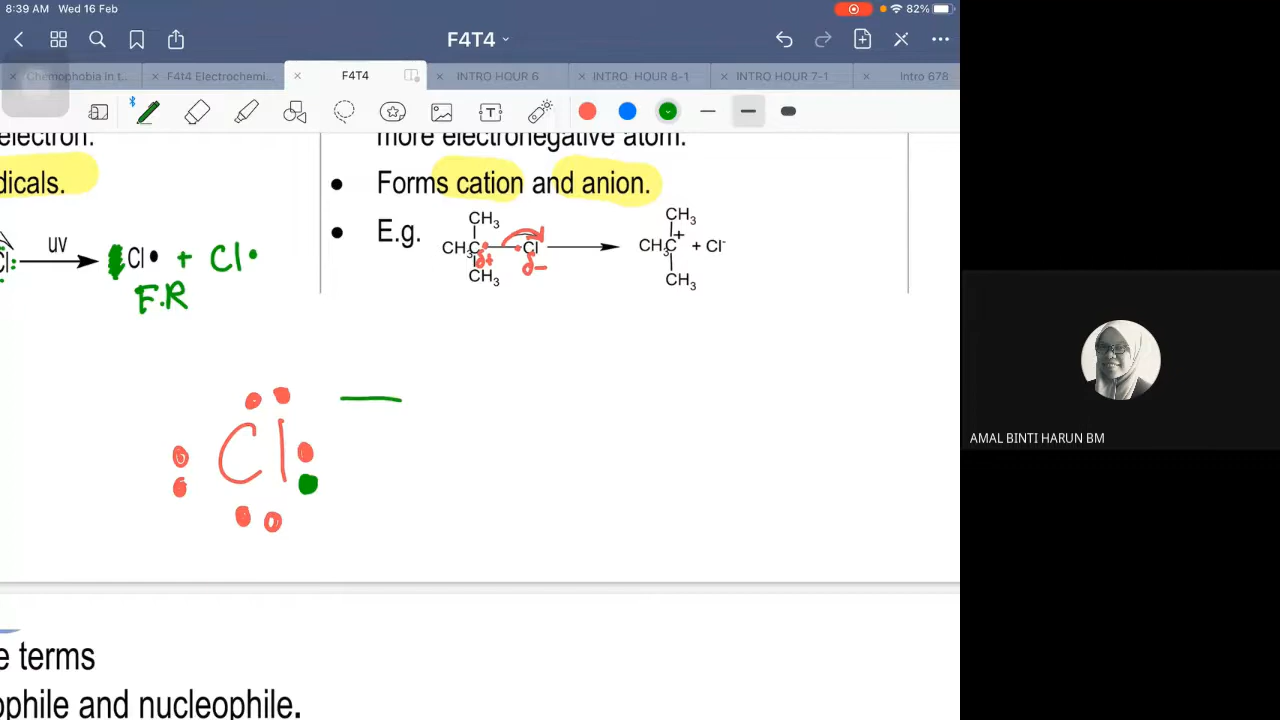 8:39 AM Wed 16 Feb
82%
F4T4
Chemophobia in t...
F4t4 Electrochemi...
F4T4
INTRO HOUR 6
INTRO HOUR 8-1
INTRO HOUR 7-1
Intro 678
electron.
more electronegative atom.
dicals.
• Forms cation and anion.
• E.g.
CH3
CH3C
Cl
δ+
δ−
CH3
CH3
CH3C + Cl-
+
CH3
Cl:
uv
Cl• + Cl•
F.R
Cl
AMAL BINTI HARUN BM
e terms
ophile and nucleophile.